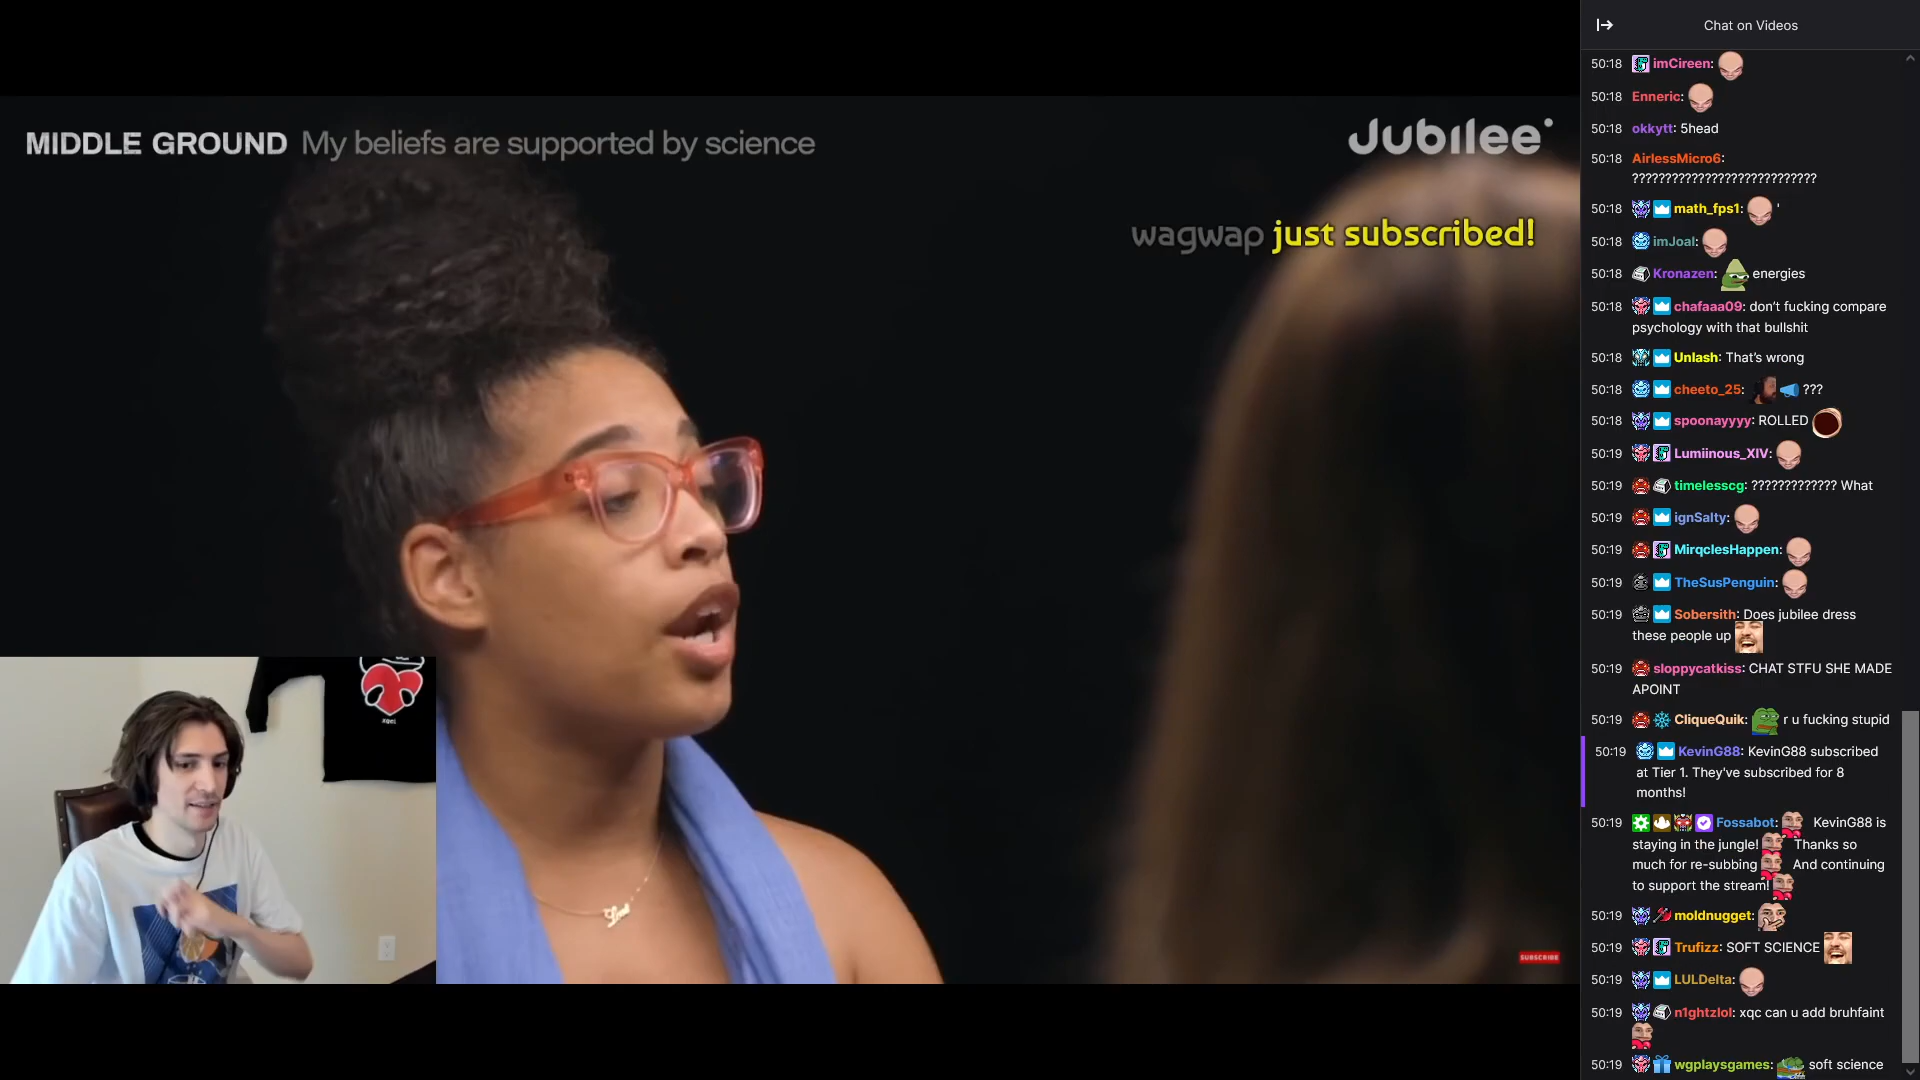 Chat on Videos
MIDDLE GROUND My beliefs are supported by science
Jubilee
wagwap just subscribed!
xqc
SUBSCRIBE
50:18 imCireen:
50:18 Enneric:
50:18 okkytt: 5head
50:18 AirlessMicro6:
????????????????????????????
50:18 math_fps1: '
50:18 imJoal:
50:18 Kronazen: energies
50:18 chafaaa09: don't fucking compare
psychology with that bullshit
50:18 Unlash: That's wrong
50:18 cheeto_25: ???
50:18 spoonayyyy: ROLLED
50:19 Lumiinous_XIV:
50:19 timelesscg: ????????????? What
50:19 ignSalty:
50:19 MirqclesHappen:
50:19 TheSusPenguin:
50:19 Sobersith: Does jubilee dress
these people up
50:19 sloppycatkiss: CHAT STFU SHE MADE
APOINT
50:19 CliqueQuik: r u fucking stupid
50:19 KevinG88: KevinG88 subscribed
at Tier 1. They've subscribed for 8
months!
50:19 Fossabot: KevinG88 is
staying in the jungle! Thanks so
much for re-subbing And continuing
to support the stream!
50:19 moldnugget:
50:19 Trufizz: SOFT SCIENCE
50:19 LULDelta:
50:19 n1ghtzlol: xqc can u add bruhfaint
50:19 wgplaysgames: soft science